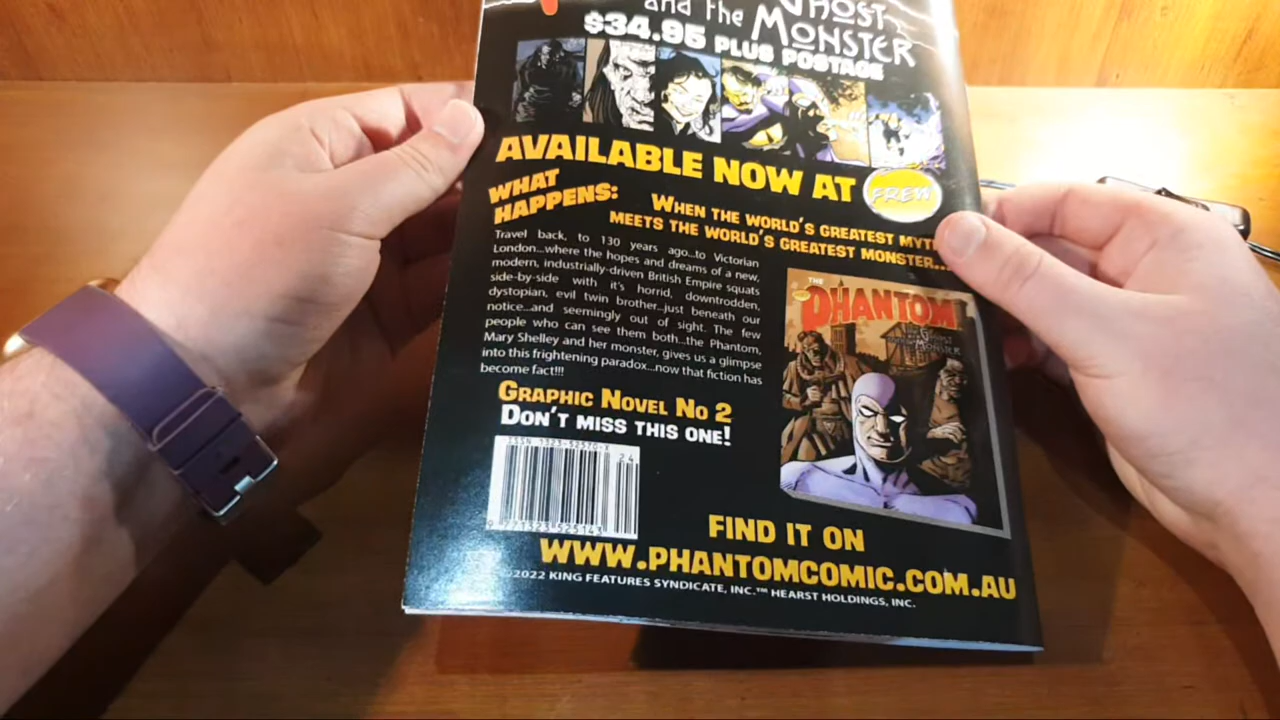 GHOST
and the MONSTER
$34.95 PLUS POSTAGE
AVAILABLE NOW AT FREW
WHAT
HAPPENS:
WHEN THE WORLD'S GREATEST MYTH
MEETS THE WORLD'S GREATEST MONSTER...
Travel back, to 130 years ago...to Victorian
London...where the hopes and dreams of a new,
modern, industrially-driven British Empire squats
side-by-side with it's horrid, downtrodden,
dystopian, evil twin brother...just beneath our
notice...and seemingly out of sight. The few
people who can see them both...the Phantom,
Mary Shelley and her monster, gives us a glimpse
into this frightening paradox...now that fiction has
become fact!!!
THE
PHANTOM
GRAPHIC NOVEL NO 2
DON'T MISS THIS ONE!
24
FIND IT ON
WWW.PHANTOMCOMIC.COM.AU
©2022 KING FEATURES SYNDICATE, INC.™ HEARST HOLDINGS, INC.